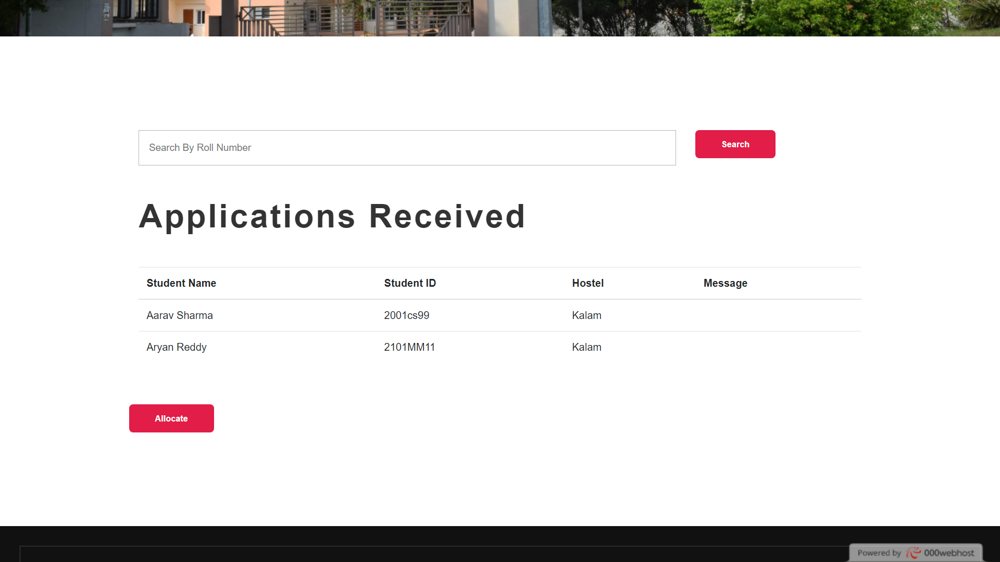 Search By Roll Number
Search
Applications Received
Student Name Student ID Hostel Message
Aarav Sharma 2001cs99 Kalam
Aryan Reddy 2101MM11 Kalam
Allocate
Powered by 000webhost